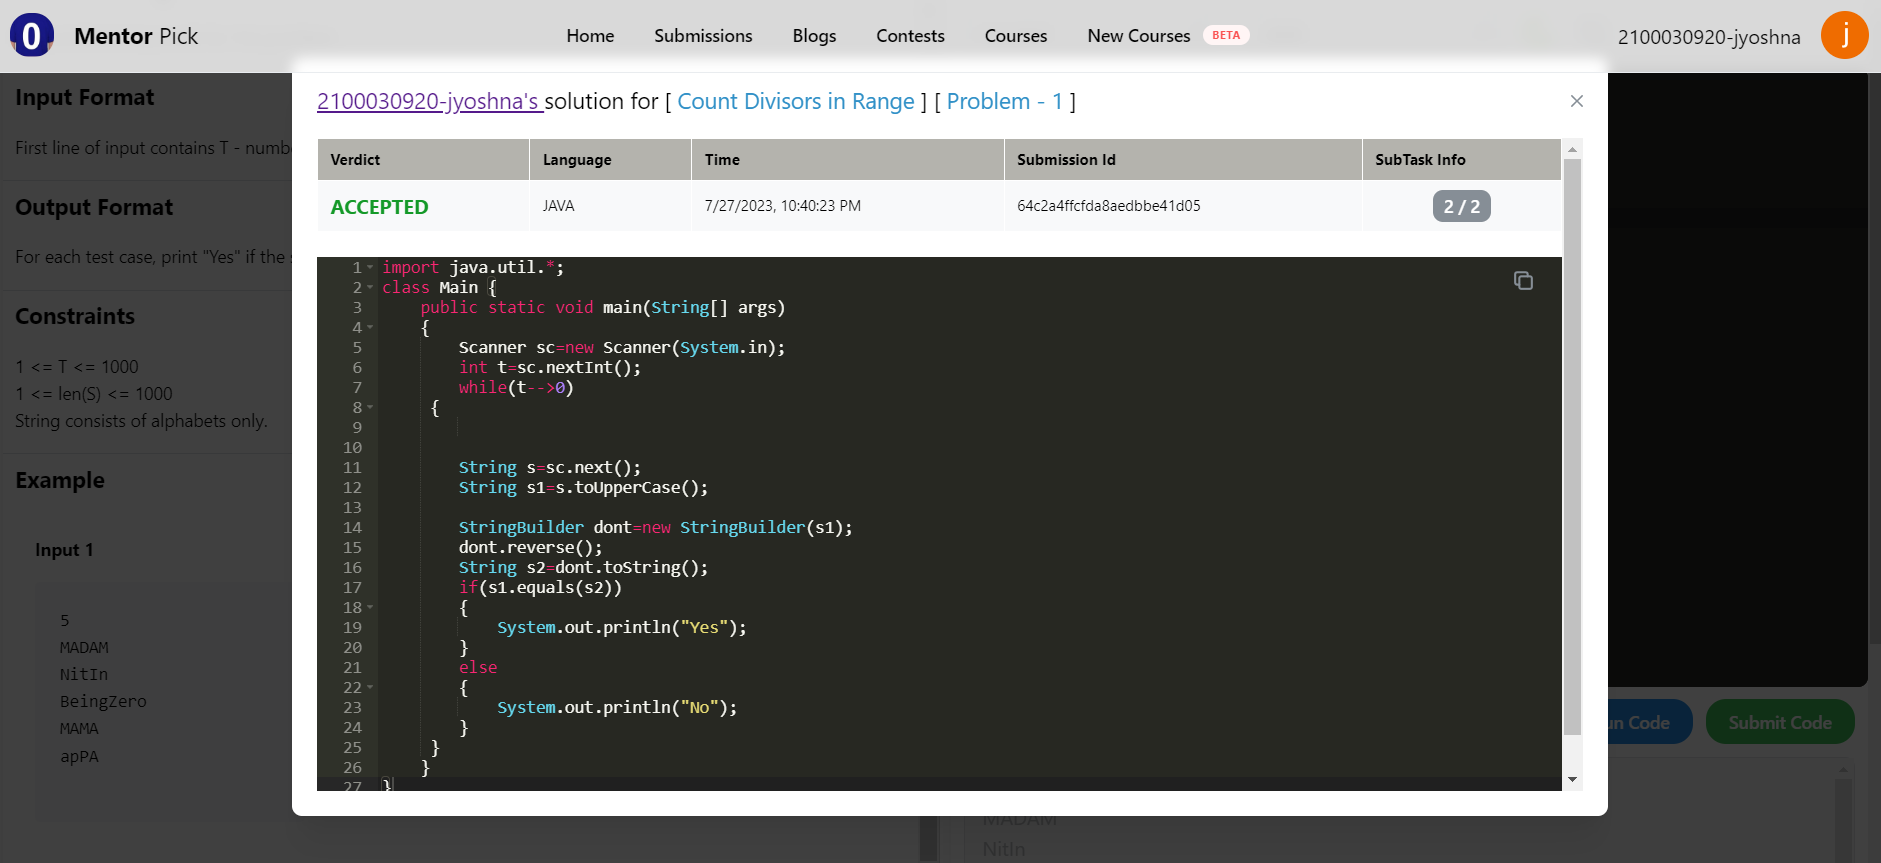 0 Mentor Pick
Home Submissions Blogs Contests Courses New Courses BETA
2100030920-jyoshna j
Input Format
First line of input contains T -
Output Format
For each test case, print "Yes" if the
Constraints
1 <= T <= 1000
1 <= len(S) <= 1000
String consists of alphabets only.
Example
Input 1
5
MADAM
NitIn
BeingZero
MAMA
apPA
2100030920-jyoshna's solution for [ Count Divisors in Range ] [ Problem - 1 ]
Verdict Language Time Submission Id SubTask Info
ACCEPTED JAVA 7/27/2023, 10:40:23 PM 64c2a4ffcfda8aedbbe41d05 2 / 2
1 import java.util.*;
2 class Main {
3 public static void main(String[] args)
4 {
5 Scanner sc=new Scanner(System.in);
6 int t=sc.nextInt();
7 while(t-->0)
8 {
9
10
11 String s=sc.next();
12 String s1=s.toUpperCase();
13
14 StringBuilder dont=new StringBuilder(s1);
15 dont.reverse();
16 String s2=dont.toString();
17 if(s1.equals(s2))
18 {
19 System.out.println("Yes");
20 }
21 else
22 {
23 System.out.println("No");
24 }
25 }
26 }
27 }
Code
Submit Code
MADAM
NitIn